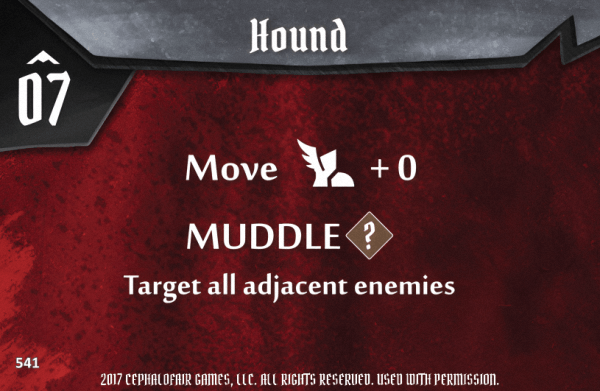 Hound
07
Move + 0
MUDDLE ?
Target all adjacent enemies
541
2017 CEPHALOFAIR GAMES, LLC. ALL RIGHTS RESERVED. USED WITH PERMISSION.